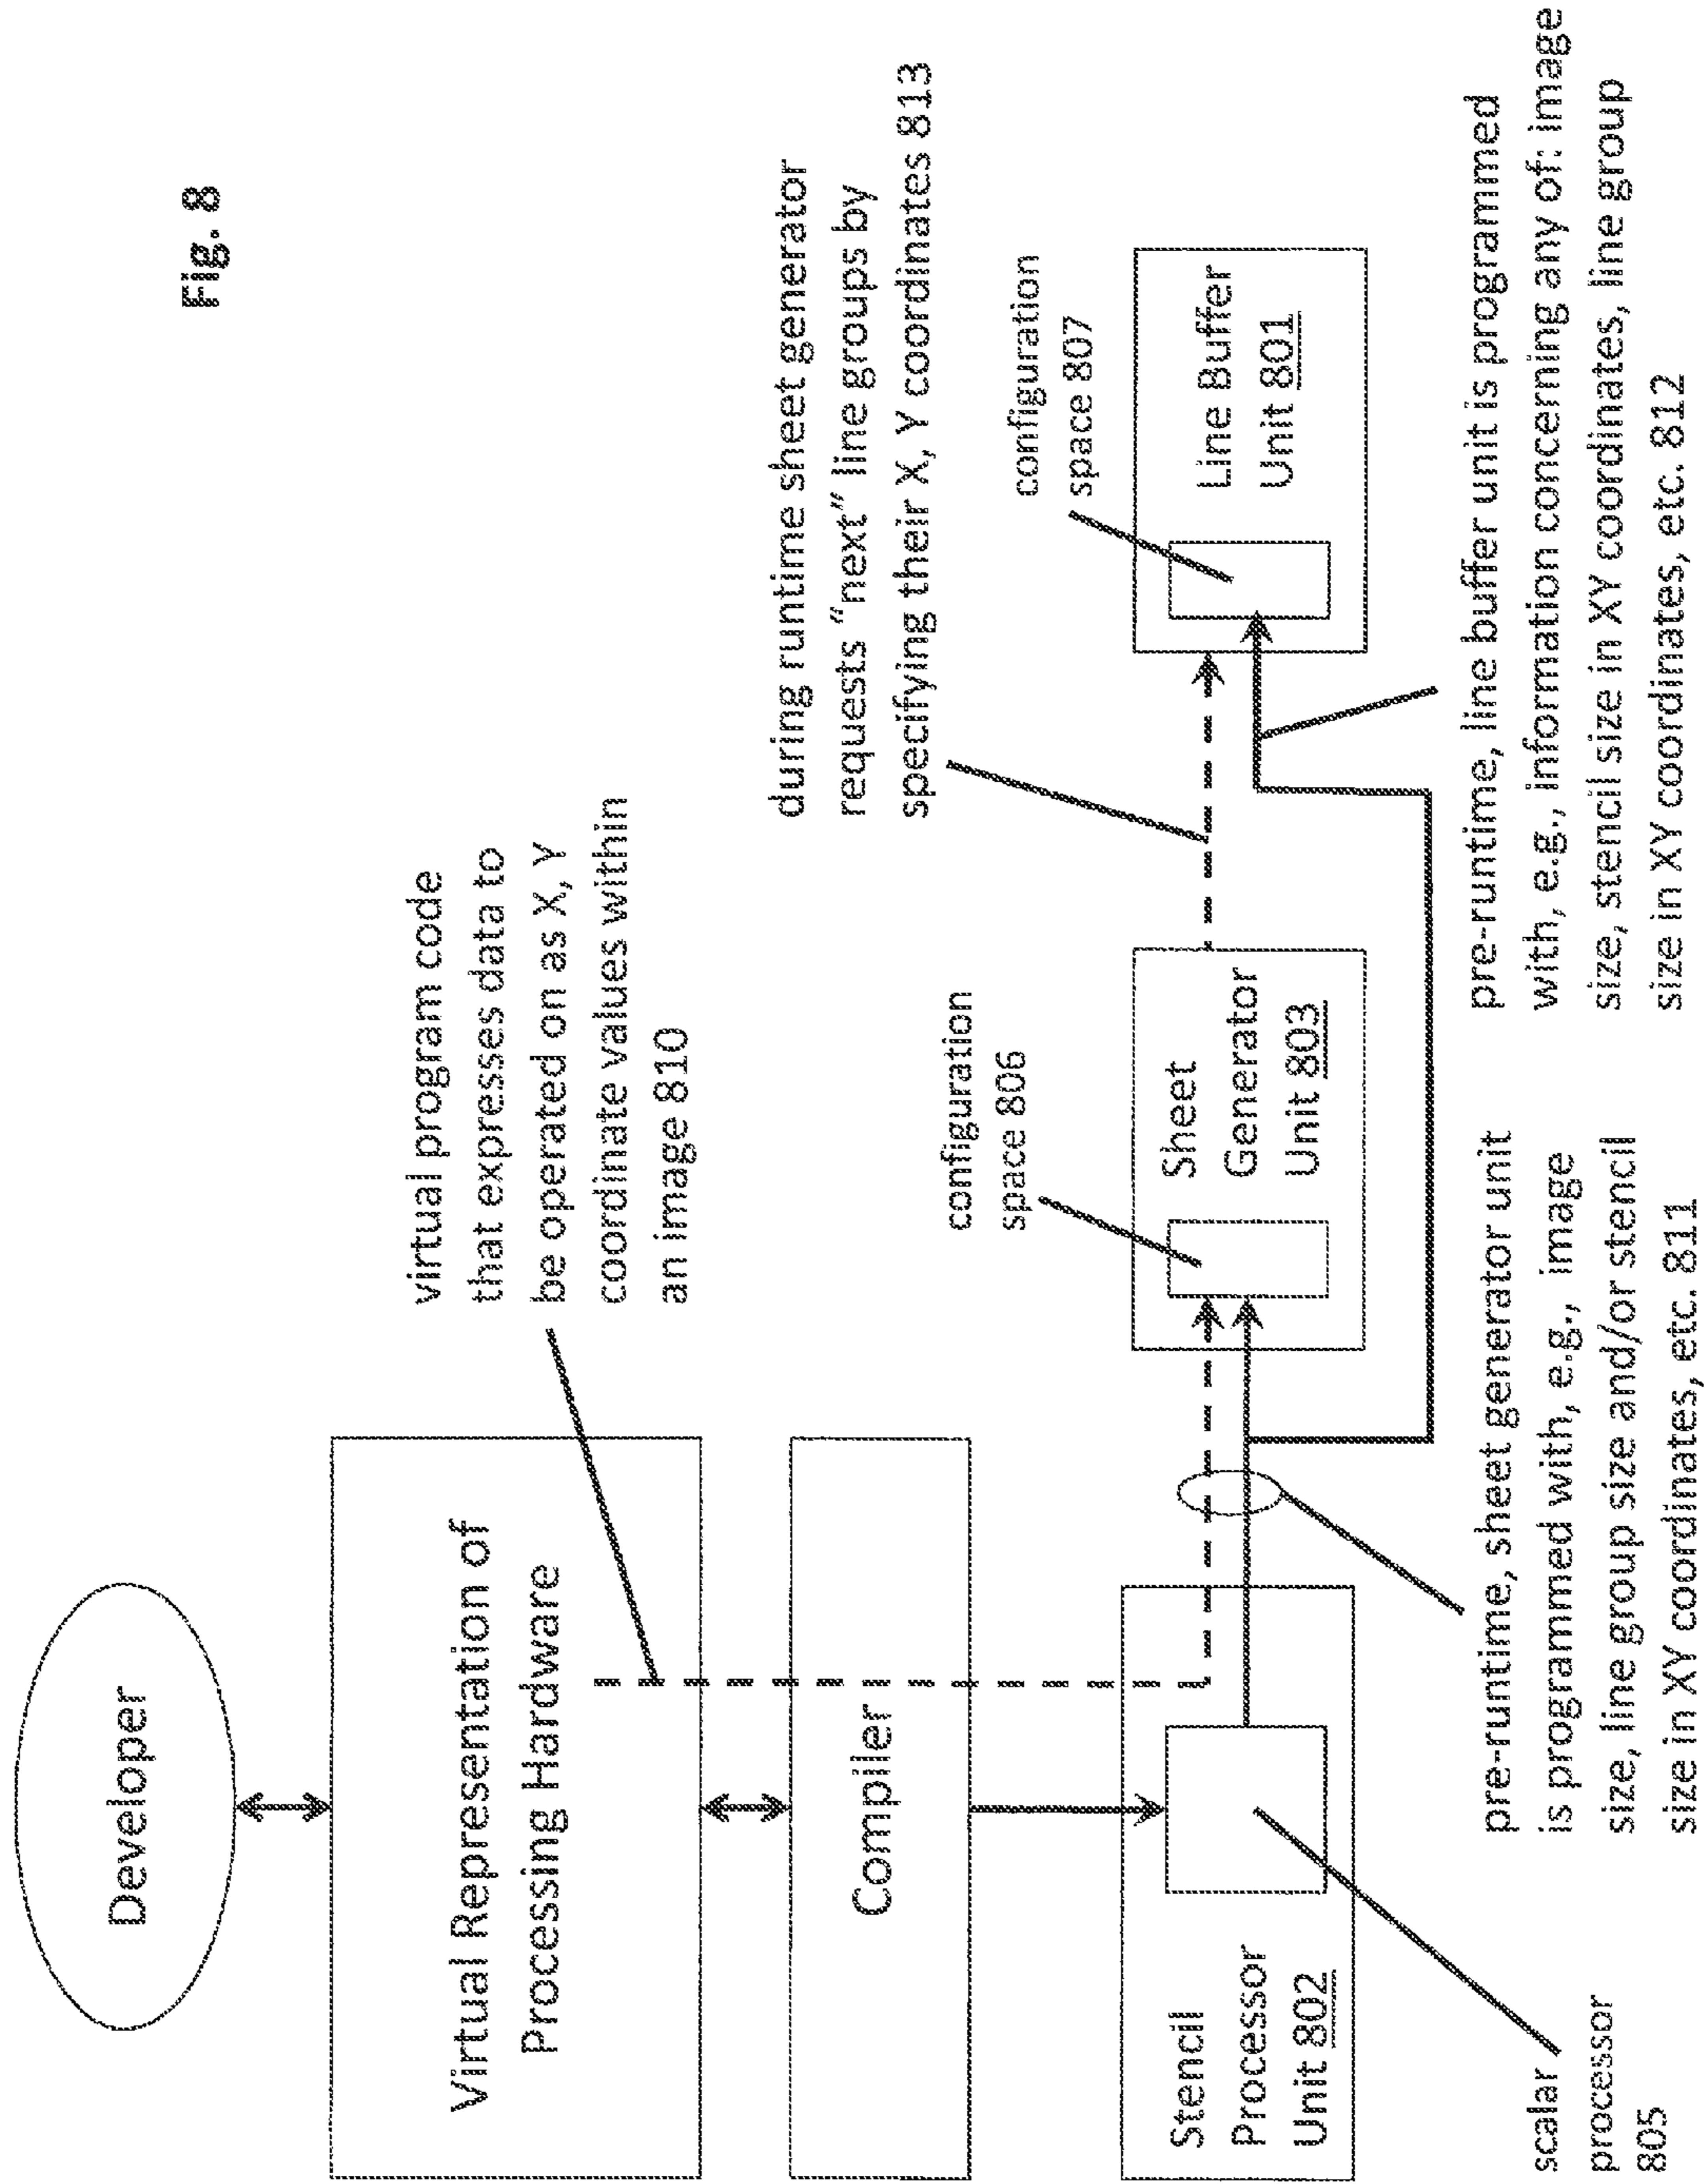 Fig. 8
Developer
Virtual Representation of
Processing Hardware
virtual program code
that expresses data to
be operated on as X, Y
coordinate values within
an image 810
Compiler
during runtime sheet generator
requests “next” line groups by
specifying their X, Y coordinates 813
Stencil
Processor
Unit 802
scalar
processor
805
configuration
space 806
Sheet
Generator
Unit 803
configuration
space 807
Line Buffer
Unit 801
pre-runtime, sheet generator unit
is programmed with, e.g., image
size, line group size and/or stencil
size in XY coordinates, etc. 811
pre-runtime, line buffer unit is programmed
with, e.g., information concerning any of: image
size, stencil size in XY coordinates, line group
size in XY coordinates, etc. 812